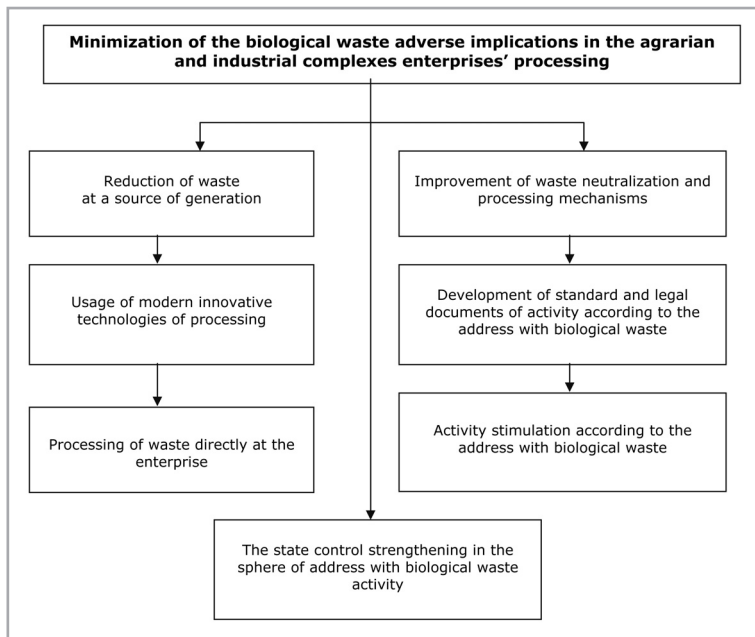 Minimization of the biological waste adverse implications in the agrarian
and industrial complexes enterprises’ processing
Reduction of waste
at a source of generation
Improvement of waste neutralization and
processing mechanisms
Usage of modern innovative
technologies of processing
Development of standard and legal
documents of activity according to the
address with biological waste
Processing of waste directly at the
enterprise
Activity stimulation according to the
address with biological waste
The state control strengthening in the
sphere of address with biological waste
activity